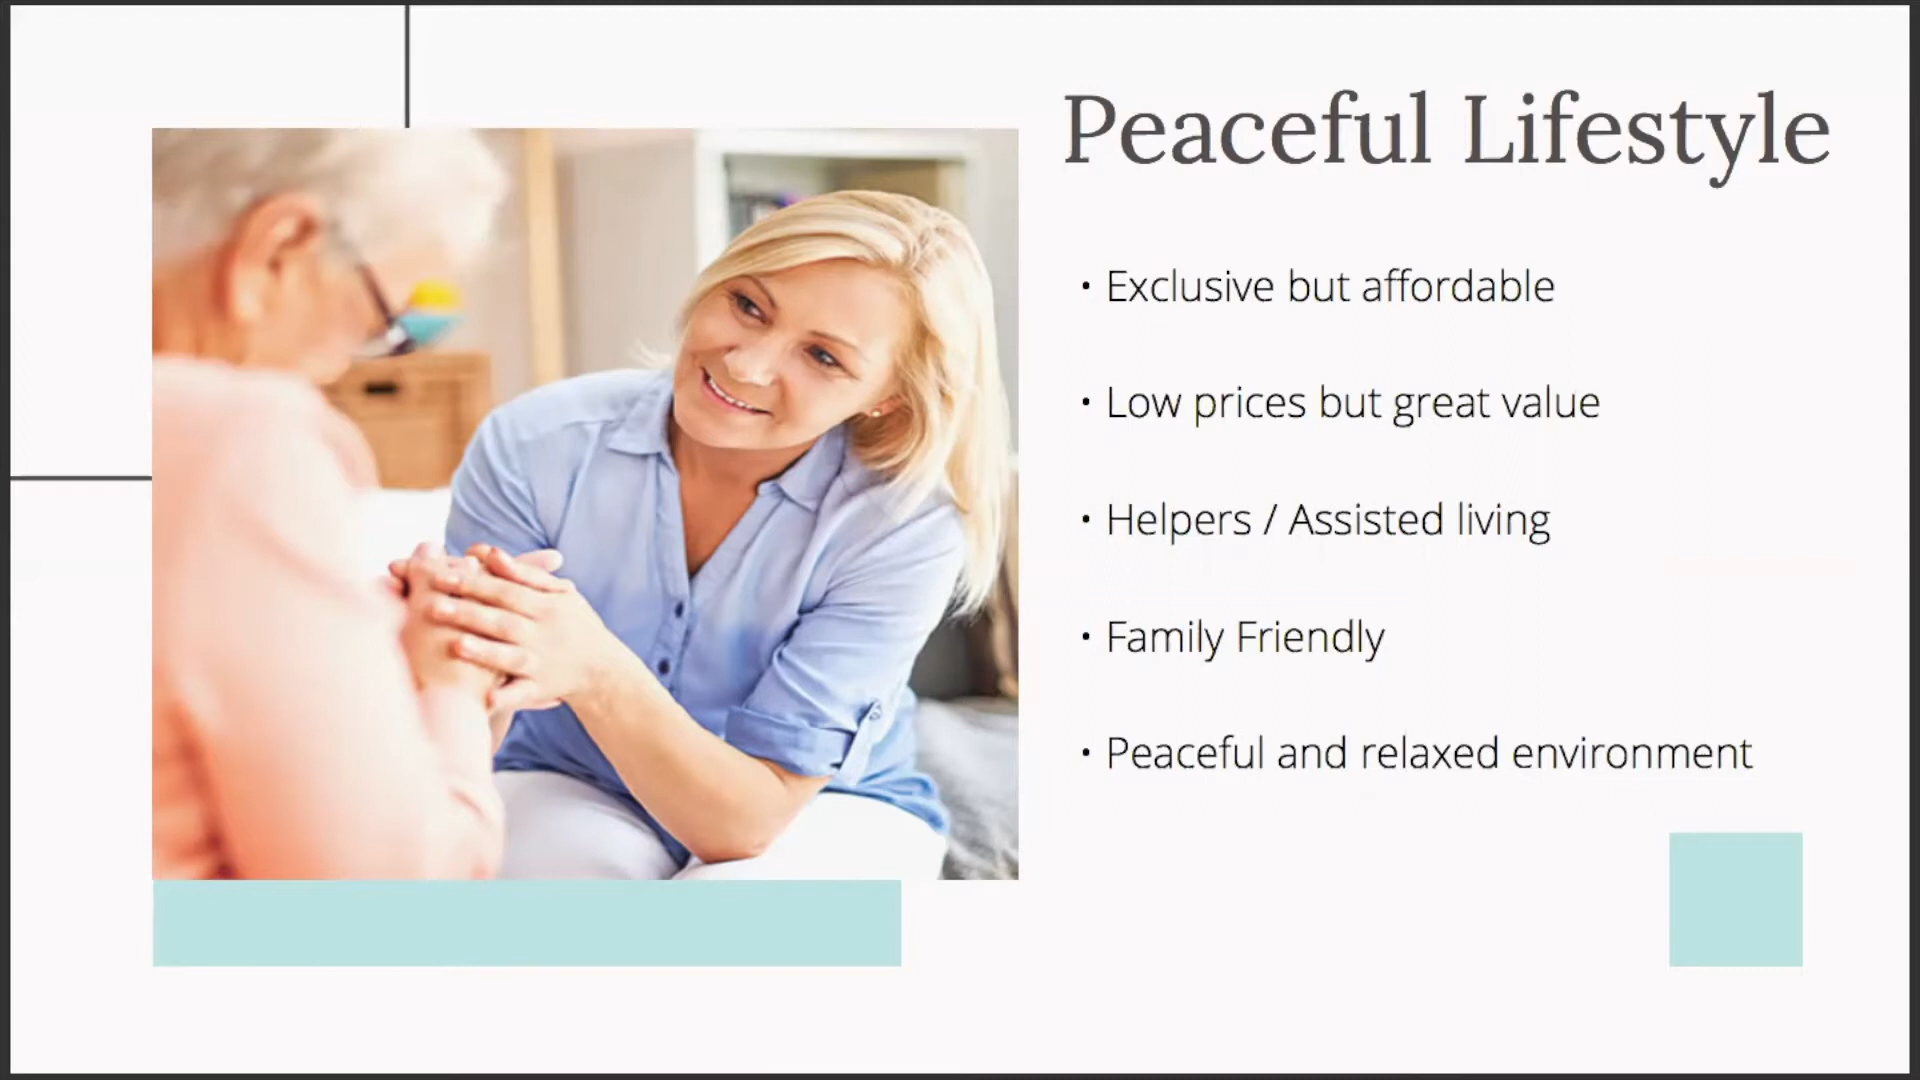 Peaceful Lifestyle
• Exclusive but affordable
• Low prices but great value
• Helpers / Assisted living
• Family Friendly
• Peaceful and relaxed environment